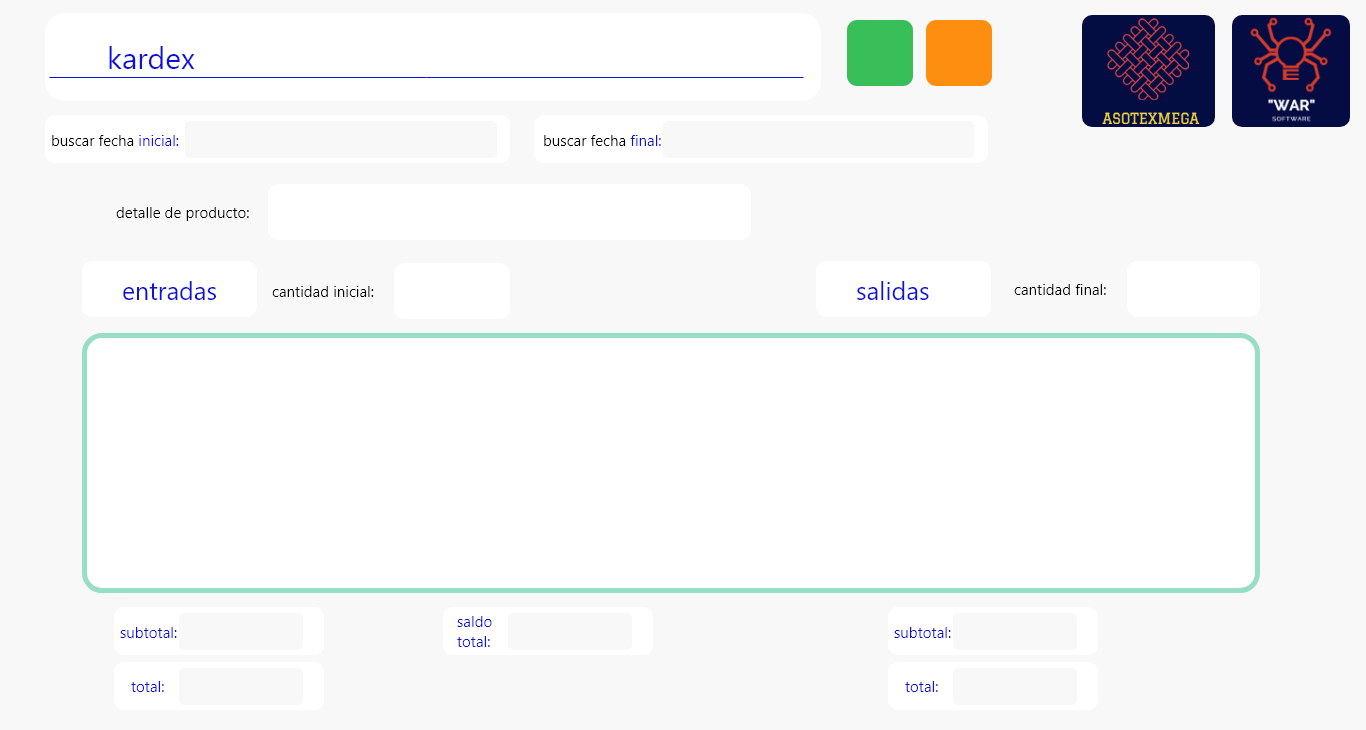 kardex
ASOTEXMEGA
"WAR"
SOFTWARE
buscar fecha inicial:
buscar fecha final:
detalle de producto:
entradas
cantidad inicial:
salidas
cantidad final:
subtotal:
saldo
total:
subtotal:
total:
total: